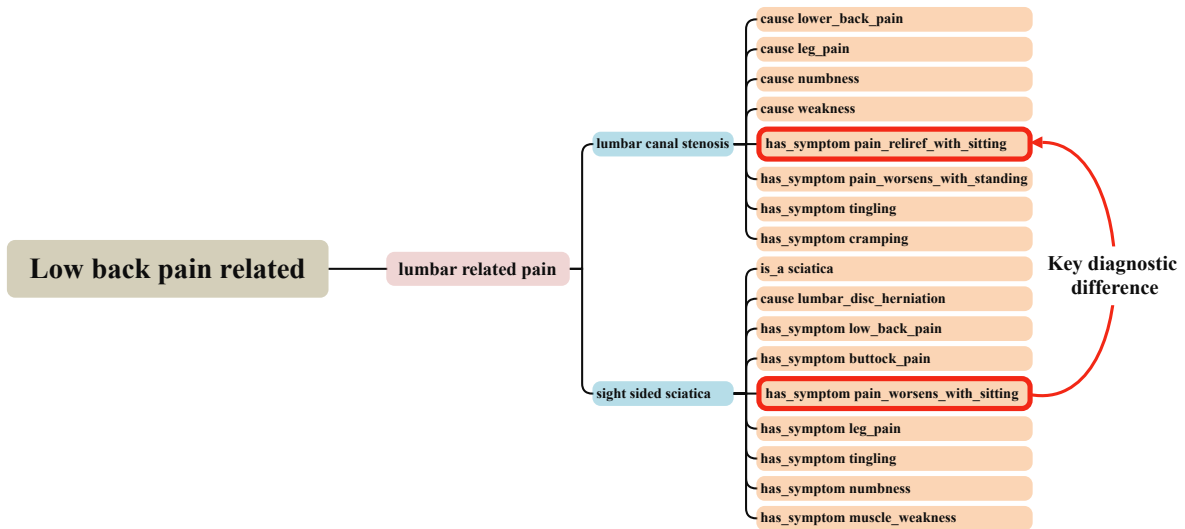 Low back pain related
lumbar related pain
lumbar canal stenosis
cause lower_back_pain
cause leg_pain
cause numbness
cause weakness
has_symptom pain_reliref_with_sitting
has_symptom pain_worsens_with_standing
has_symptom tingling
has_symptom cramping
sight sided sciatica
is_a sciatica
cause lumbar_disc_herniation
has_symptom low_back_pain
has_symptom buttock_pain
has_symptom pain_worsens_with_sitting
has_symptom leg_pain
has_symptom tingling
has_symptom numbness
has_symptom muscle_weakness
Key diagnostic
difference